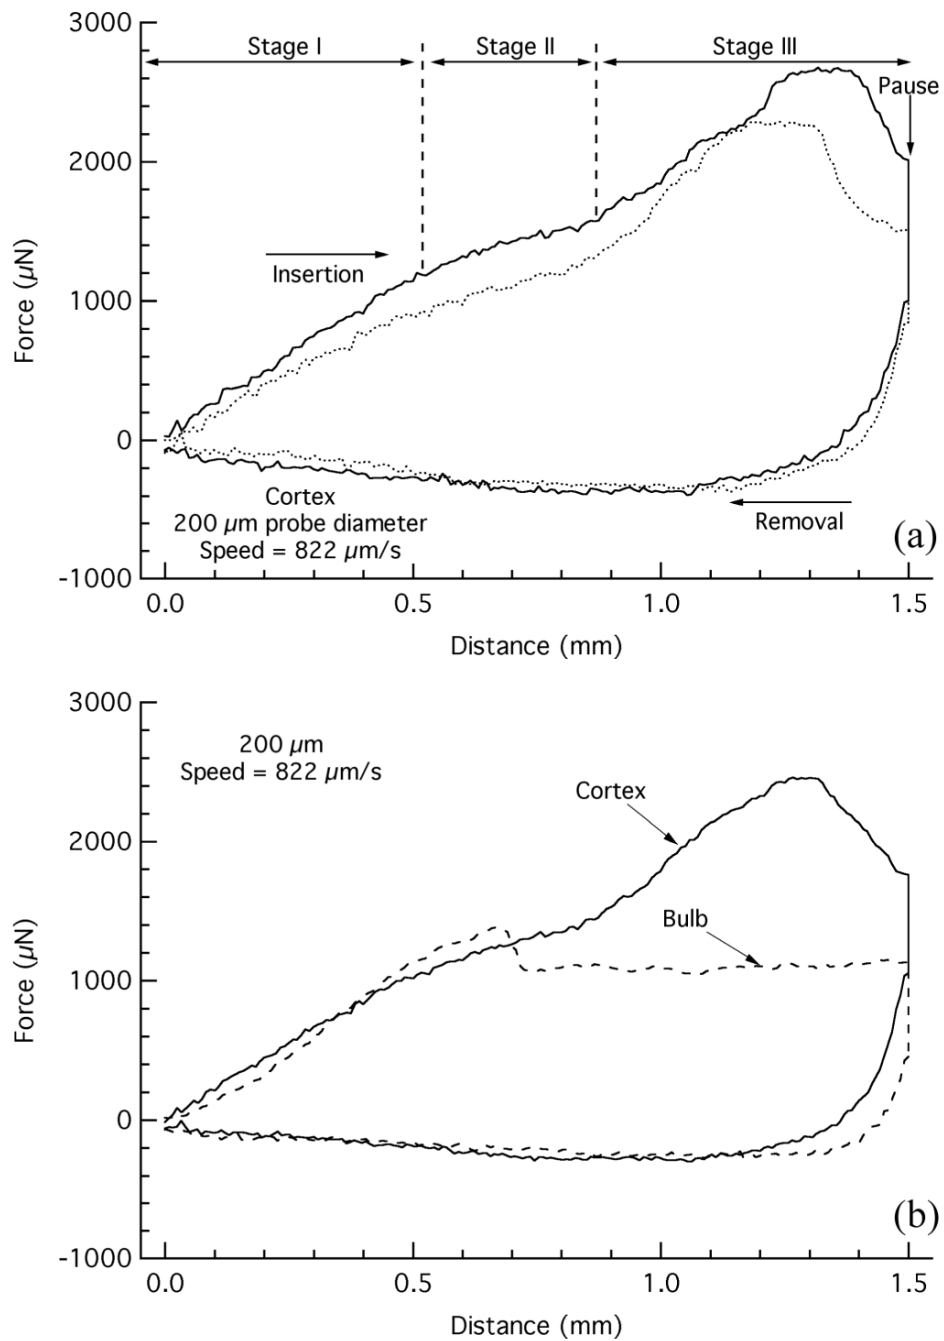 3000
Stage I
Stage II
Stage III
Pause
2000
Force (µN)
1000
Insertion
0
Cortex
200 µm probe diameter
Speed = 822 µm/s
Removal
(a)
-1000
0.0
0.5
1.0
1.5
Distance (mm)
3000
200 µm
Speed = 822 µm/s
Cortex
2000
Bulb
Force (µN)
1000
0
(b)
-1000
0.0
0.5
1.0
1.5
Distance (mm)